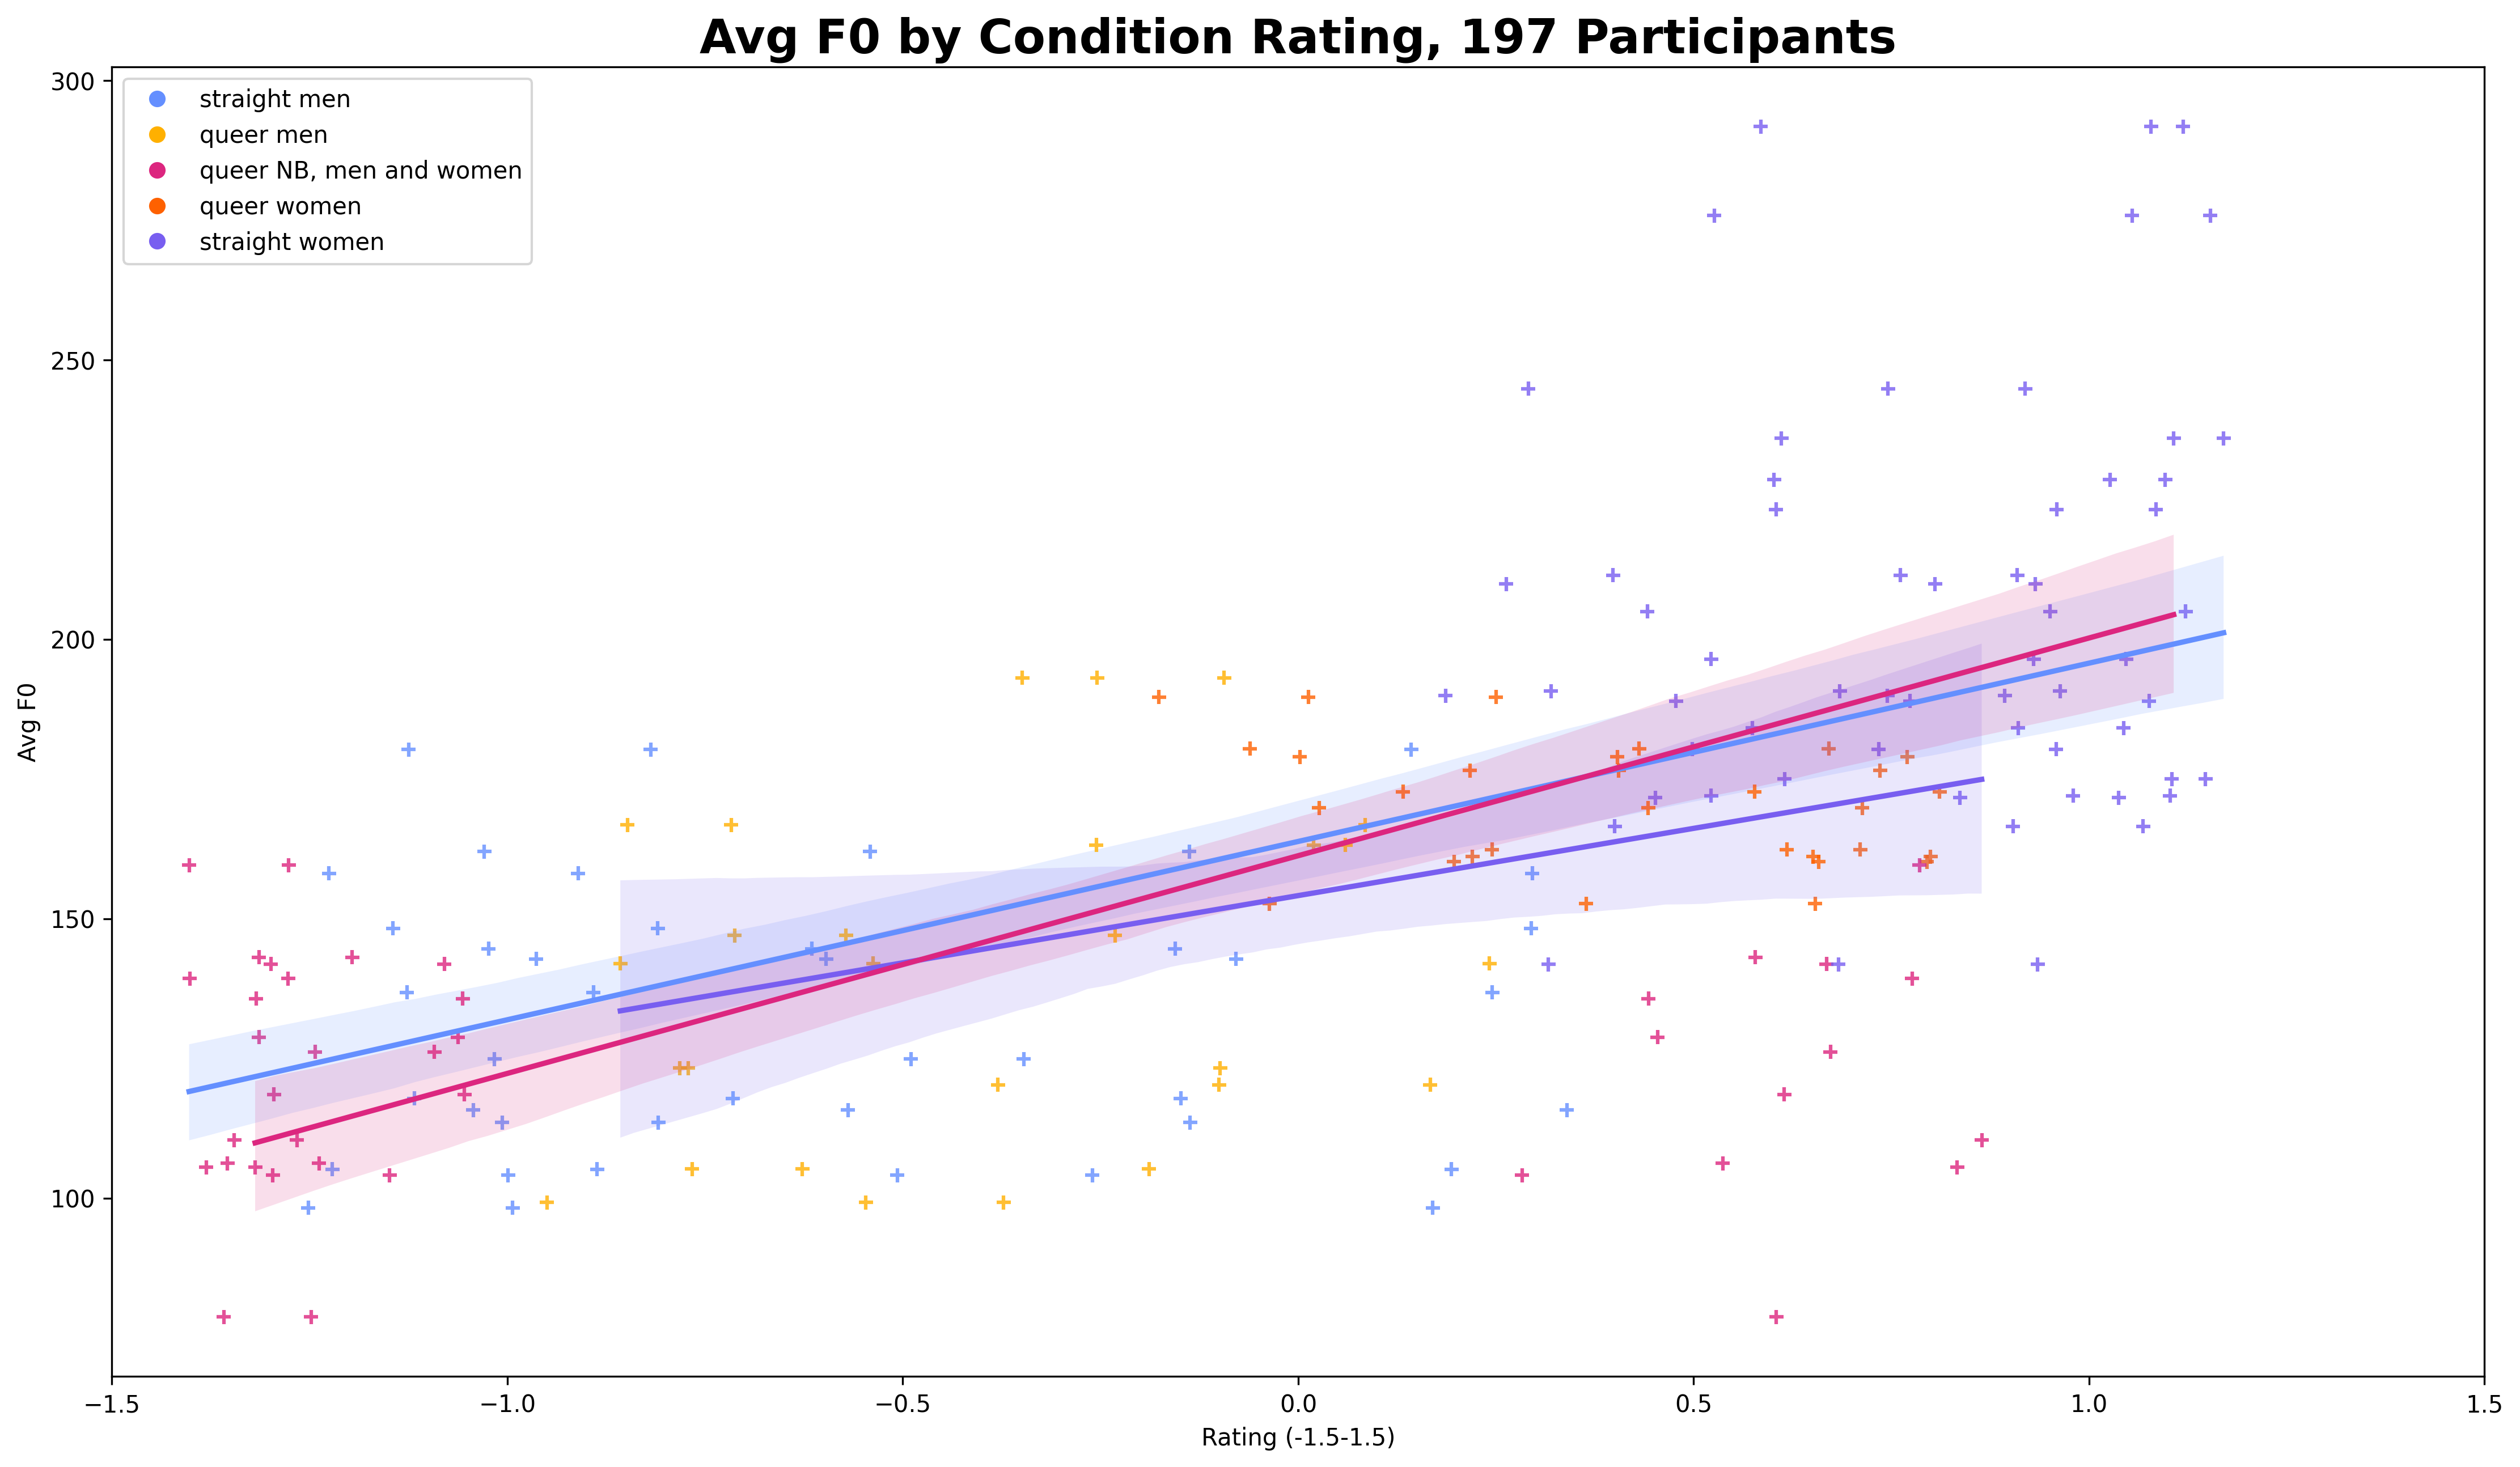 Avg F0 by Condition Rating, 197 Participants
300
250
200
150
100
Avg F0
straight men
queer men
queer NB, men and women
queer women
straight women
−1.5
−1.0
−0.5
0.0
0.5
1.0
1.5
Rating (-1.5-1.5)